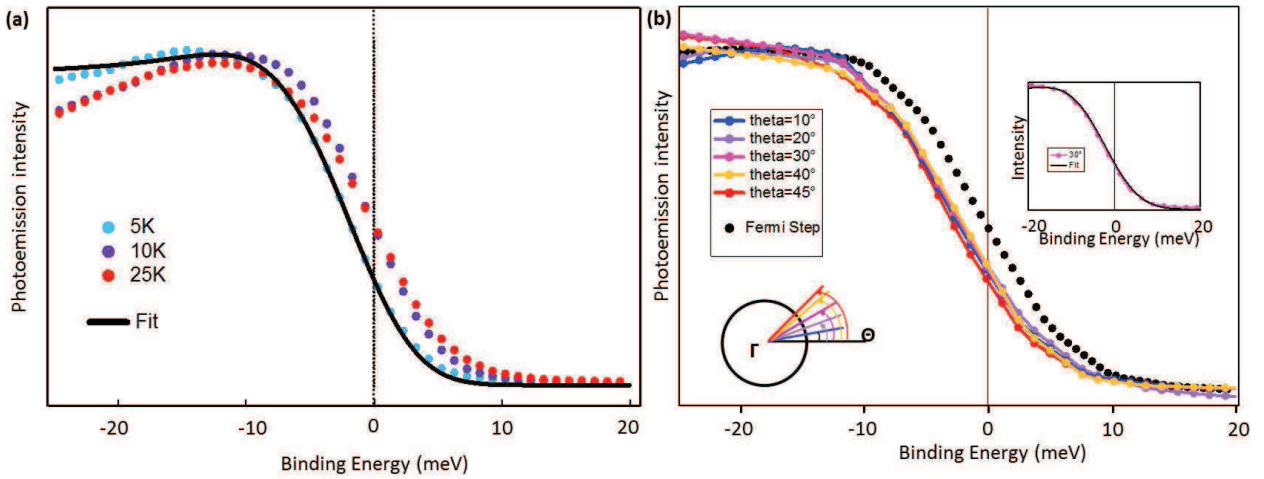 (a)
Photoemission intensity
5K
10K
25K
Fit
-20
-10
0
10
20
Binding Energy (meV)
(b)
Photoemission intensity
theta=10°
theta=20°
theta=30°
theta=40°
theta=45°
Fermi Step
Γ
Θ
Intensity
30°
Fit
-20
0
20
Binding Energy (meV)
-20
-10
0
10
20
Binding Energy (meV)